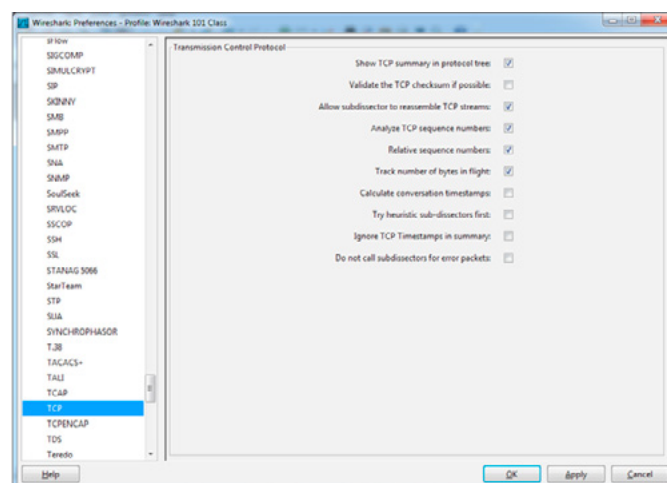 Wireshark: Preferences - Profile: Wireshark 101 Class
sFlow
SIGCOMP
SIMULCRYPT
SIP
SKINNY
SMB
SMPP
SMTP
SNA
SNMP
SoulSeek
SRVLOC
SSCOP
SSH
SSL
STANAG 5066
StarTeam
STP
SUA
SYNCHROPHASOR
T.38
TACACS+
TALI
TCAP
TCP
TCPENCAP
TDS
Teredo
Transmission Control Protocol
Show TCP summary in protocol tree:
Validate the TCP checksum if possible:
Allow subdissector to reassemble TCP streams:
Analyze TCP sequence numbers:
Relative sequence numbers:
Track number of bytes in flight:
Calculate conversation timestamps:
Try heuristic sub-dissectors first:
Ignore TCP Timestamps in summary:
Do not call subdissectors for error packets:
Help
OK
Apply
Cancel